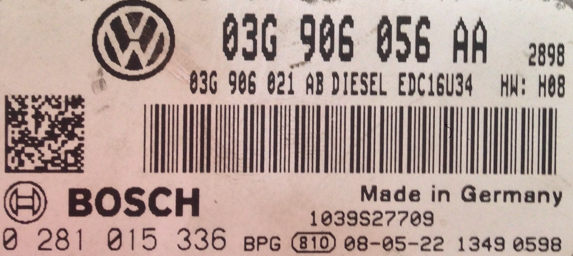 03G 906 056 AA 2898
03G 906 021 AB DIESEL EDC16U34 HW: H08
BOSCH Made in Germany
1039S27709
0 281 015 336 BPG 810 08-05-22 1349 0598